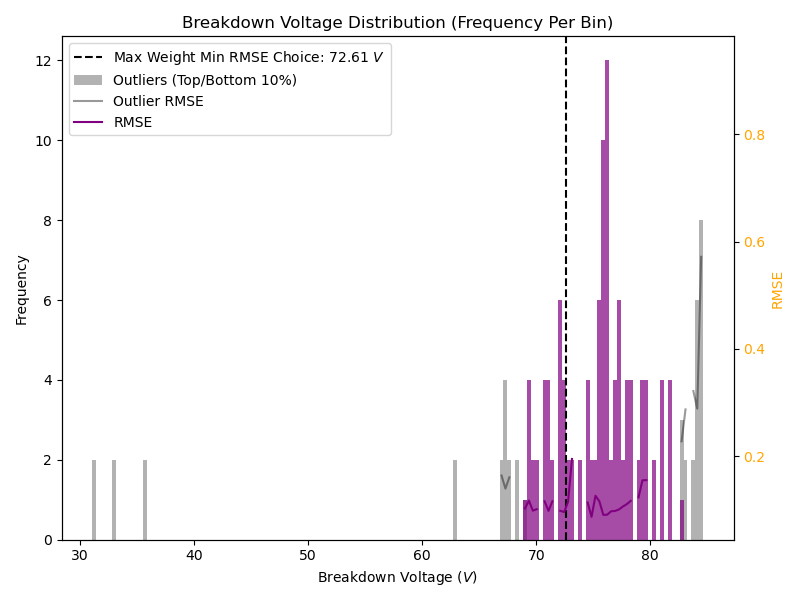 Breakdown Voltage Distribution (Frequency Per Bin)
Max Weight Min RMSE Choice: 72.61 V
Outliers (Top/Bottom 10%)
Outlier RMSE
RMSE
12
10
8
6
4
2
0
Frequency
0.8
0.6
0.4
0.2
RMSE
30 40 50 60 70 80
Breakdown Voltage (V)